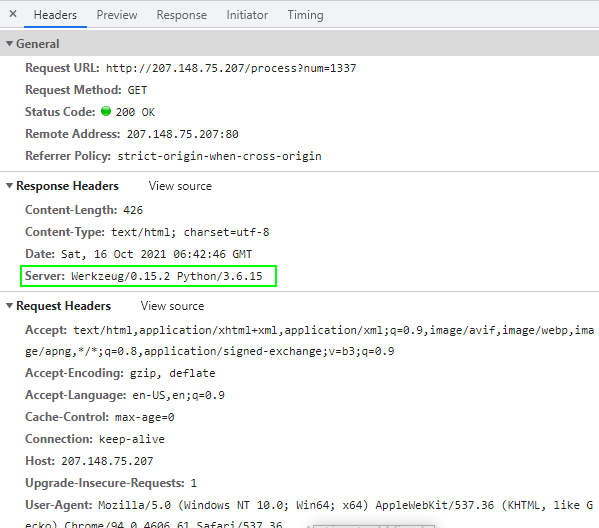 Headers Preview Response Initiator Timing
General
Request URL: http://207.148.75.207/process?num=1337
Request Method: GET
Status Code: 200 OK
Remote Address: 207.148.75.207:80
Referrer Policy: strict-origin-when-cross-origin
Response Headers View source
Content-Length: 426
Content-Type: text/html; charset=utf-8
Date: Sat, 16 Oct 2021 06:42:46 GMT
Server: Werkzeug/0.15.2 Python/3.6.15
Request Headers View source
Accept: text/html,application/xhtml+xml,application/xml;q=0.9,image/avif,image/webp,ima
ge/apng,*/*;q=0.8,application/signed-exchange;v=b3;q=0.9
Accept-Encoding: gzip, deflate
Accept-Language: en-US,en;q=0.9
Cache-Control: max-age=0
Connection: keep-alive
Host: 207.148.75.207
Upgrade-Insecure-Requests: 1
User-Agent: Mozilla/5.0 (Windows NT 10.0; Win64; x64) AppleWebKit/537.36 (KHTML, like G
ecko) Chrome/94.0.4606.61 Safari/537.36